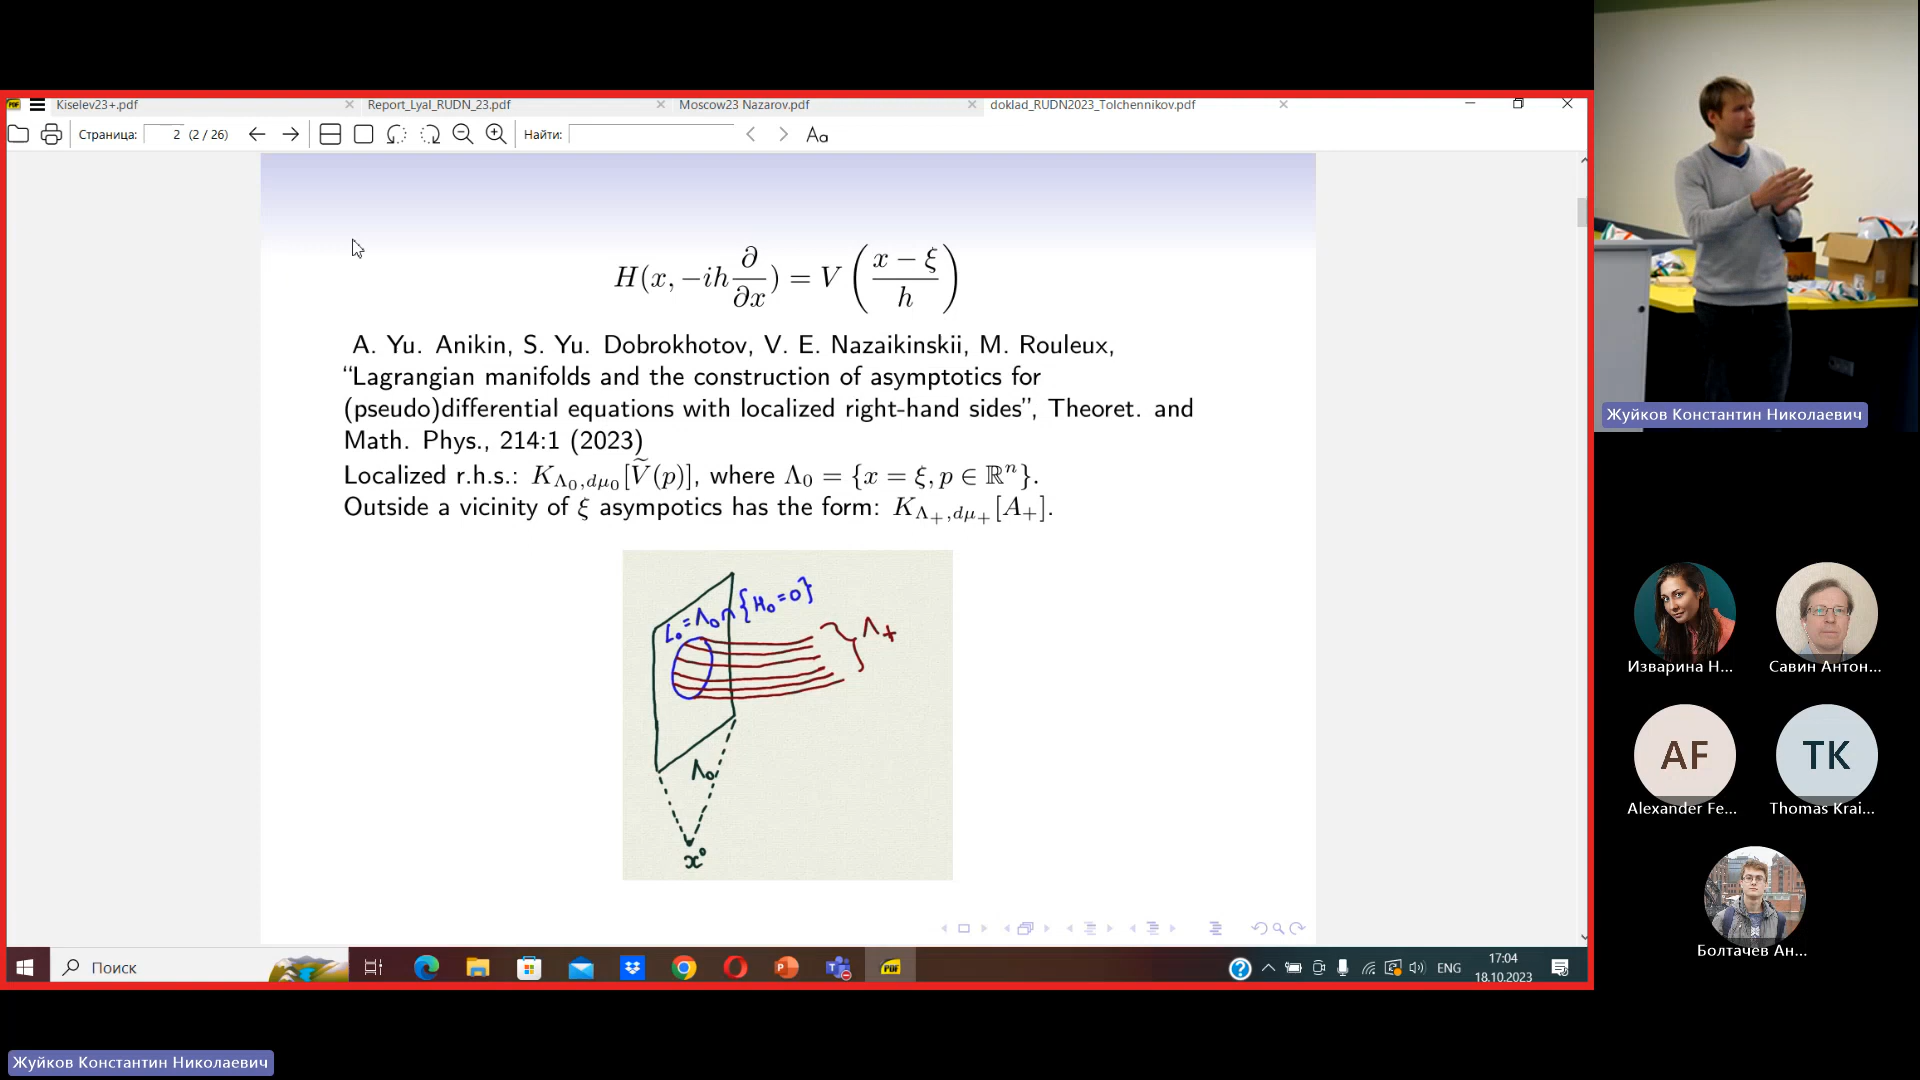 Kiselev23+.pdf
Report_Lyal_RUDN_23.pdf
Moscow23 Nazarov.pdf
doklad_RUDN2023_Tolchennikov.pdf
Страница: 2 (2 / 26)
Найти:
Aa
H(x, −ih ∂/∂x) = V((x − ξ)/h)
A. Yu. Anikin, S. Yu. Dobrokhotov, V. E. Nazaikinskii, M. Rouleux,
“Lagrangian manifolds and the construction of asymptotics for
(pseudo)differential equations with localized right-hand sides”, Theoret. and
Math. Phys., 214:1 (2023)
Localized r.h.s.: K_{Λ₀,dμ₀}[Ṽ(p)], where Λ₀ = {x = ξ, p ∈ ℝⁿ}.
Outside a vicinity of ξ asympotics has the form: K_{Λ₊,dμ₊}[A₊].
L₀ = Λ₀ ∩ {H₀ = 0}
Λ₊
Λ₀
x⁰
Поиск
PDF
ENG
17:04
18.10.2023
Жуйков Константин Николаевич
Изварина Н...
Савин Антон...
AF
Alexander Fe...
TK
Thomas Krai...
Болтачев Ан...
Жуйков Константин Николаевич